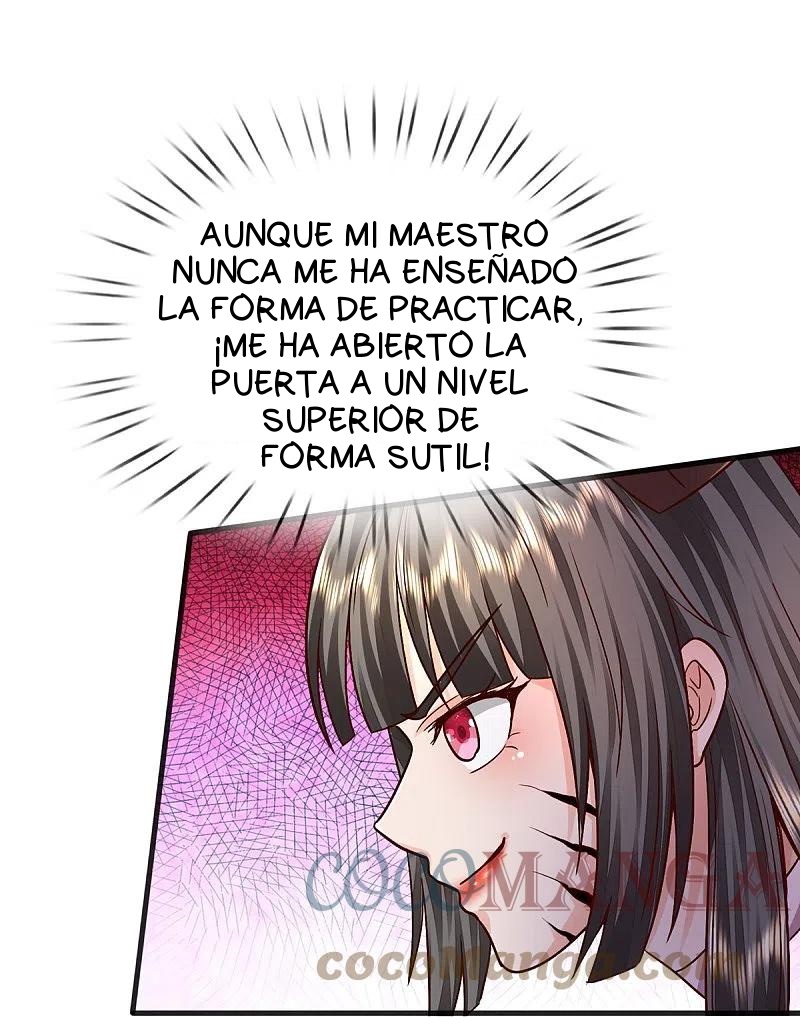 AUNQUE MI MAESTRO
NUNCA ME HA ENSEÑADO
LA FORMA DE PRACTICAR,
¡ME HA ABIERTO LA
PUERTA A UN NIVEL
SUPERIOR DE
FORMA SUTIL!
COCOMANGA
cocoManga.com